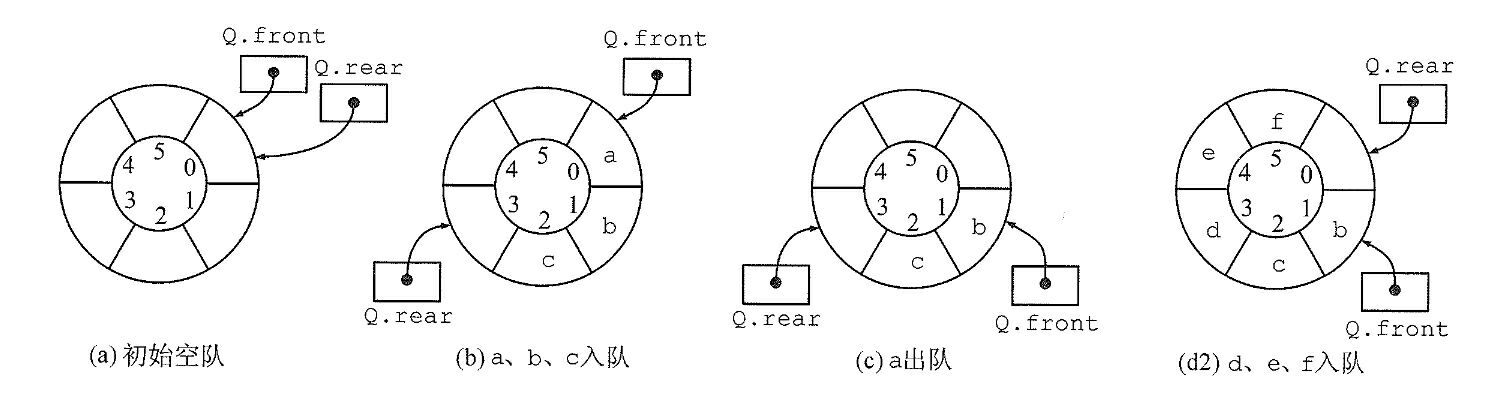 Q.front
Q.rear
5
4 0
3 1
2
(a) 初始空队
Q.front
a
5
4 0
3 1
2
b
c
Q.rear
(b) a、b、c入队
5
4 0
3 1
2
b
c
Q.rear
Q.front
(c) a出队
Q.rear
f
e
5
4 0
3 1
2
d
b
c
Q.front
(d2) d、e、f入队